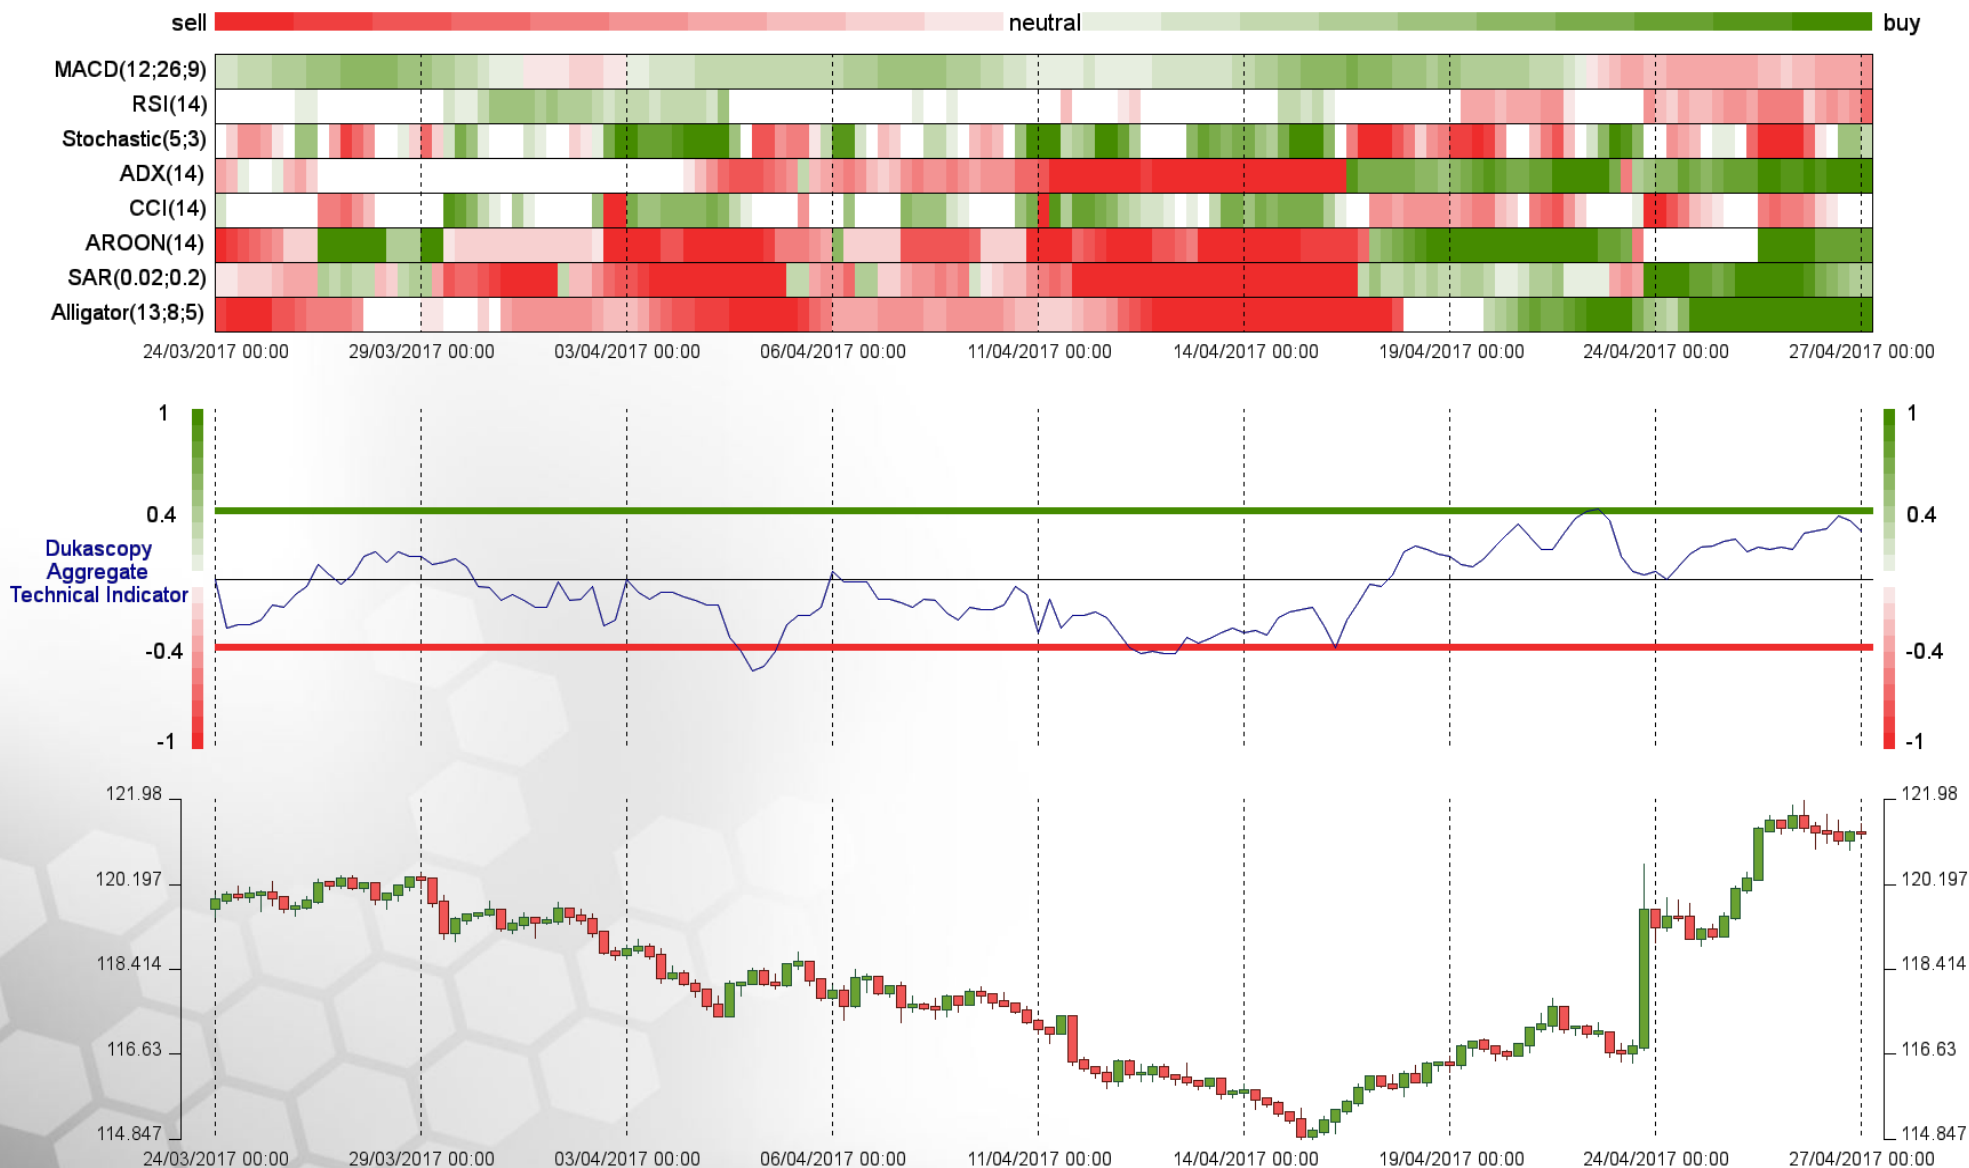 sell neutral buy
MACD(12;26;9)
RSI(14)
Stochastic(5;3)
ADX(14)
CCI(14)
AROON(14)
SAR(0.02;0.2)
Alligator(13;8;5)
24/03/2017 00:00 29/03/2017 00:00 03/04/2017 00:00 06/04/2017 00:00 11/04/2017 00:00 14/04/2017 00:00 19/04/2017 00:00 24/04/2017 00:00 27/04/2017 00:00
1 1
0.4 0.4
Dukascopy
Aggregate
Technical Indicator
-0.4 -0.4
-1 -1
121.98 121.98
120.197 120.197
118.414 118.414
116.63 116.63
114.847 114.847
24/03/2017 00:00 29/03/2017 00:00 03/04/2017 00:00 06/04/2017 00:00 11/04/2017 00:00 14/04/2017 00:00 19/04/2017 00:00 24/04/2017 00:00 27/04/2017 00:00